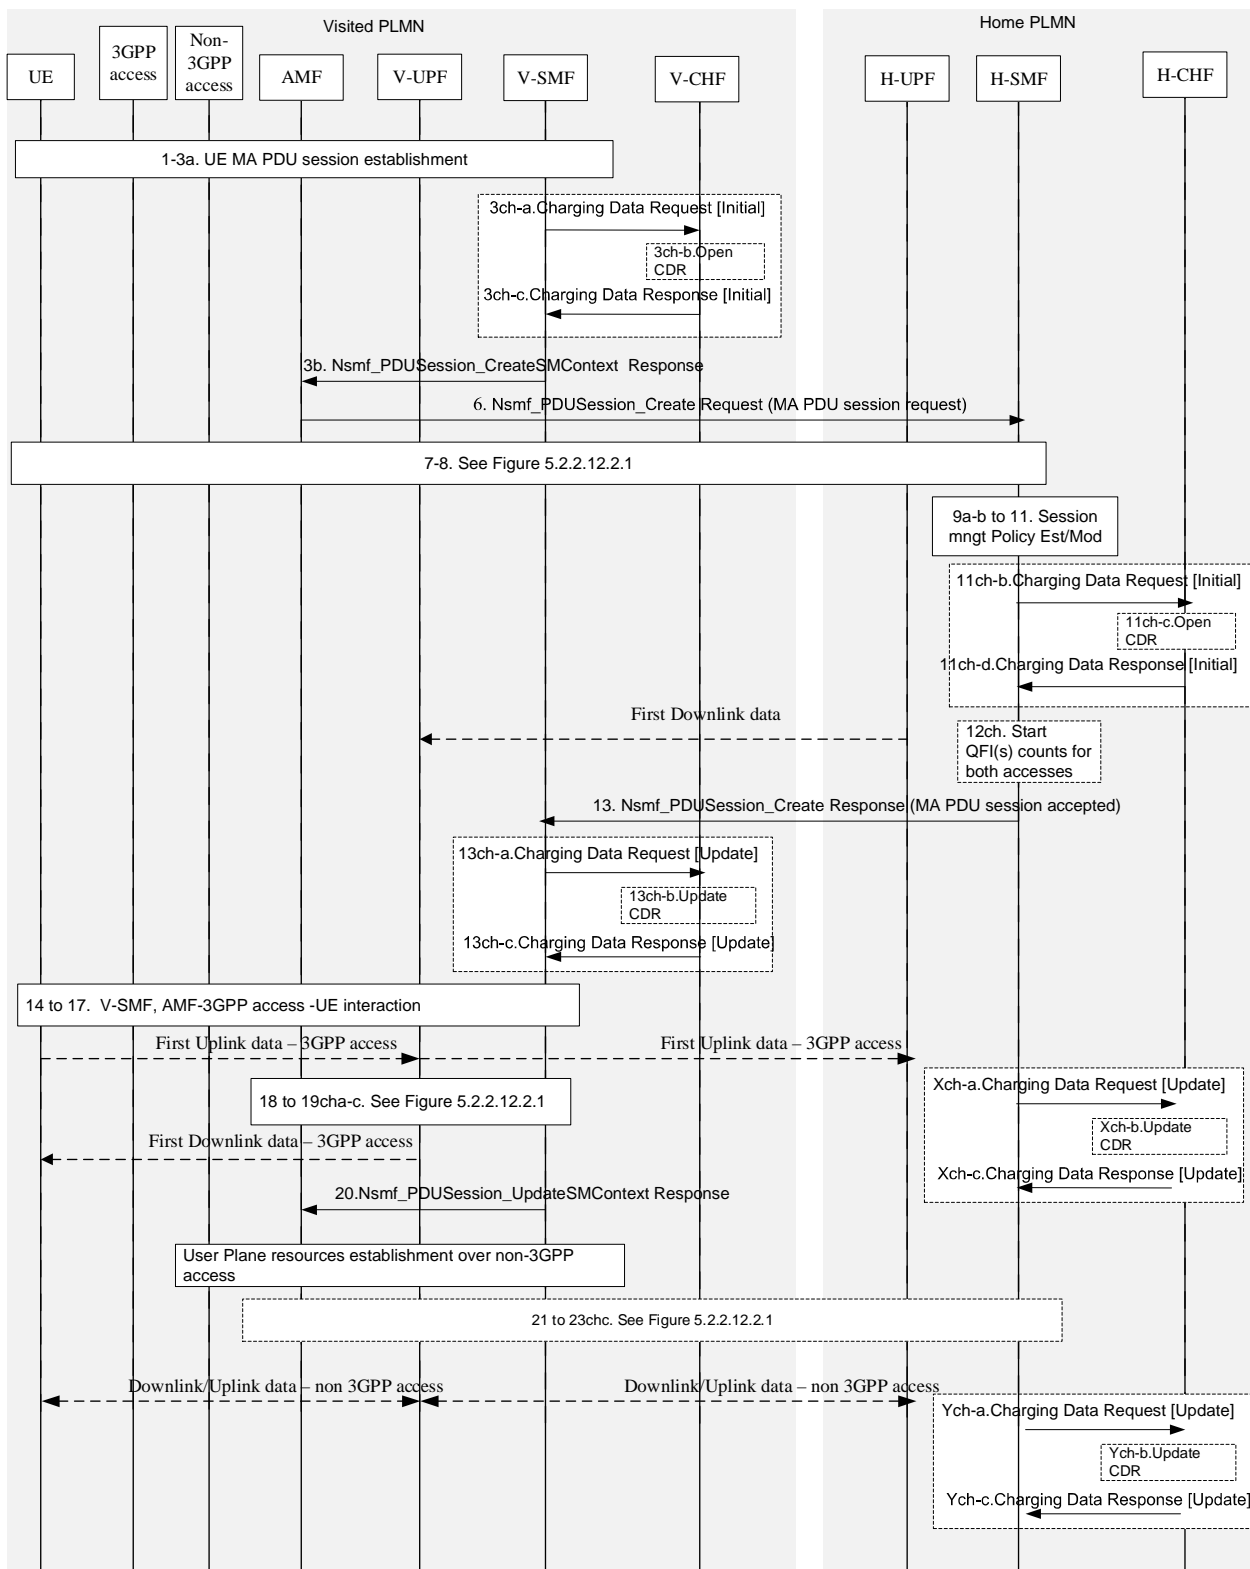 Visited PLMN
Home PLMN
UE
3GPP
access
Non-
3GPP
access
AMF
V-UPF
V-SMF
V-CHF
H-UPF
H-SMF
H-CHF
1-3a. UE MA PDU session establishment
3ch-a.Charging Data Request [Initial]
3ch-b.Open
CDR
3ch-c.Charging Data Response [Initial]
3b. Nsmf_PDUSession_CreateSMContext  Response
6. Nsmf_PDUSession_Create Request (MA PDU session request)
7-8. See Figure 5.2.2.12.2.1
9a-b to 11. Session
mngt Policy Est/Mod
11ch-b.Charging Data Request [Initial]
11ch-c.Open
CDR
11ch-d.Charging Data Response [Initial]
First Downlink data
12ch. Start
QFI(s) counts for
both accesses
13. Nsmf_PDUSession_Create Response (MA PDU session accepted)
13ch-a.Charging Data Request [Update]
13ch-b.Update
CDR
13ch-c.Charging Data Response [Update]
14 to 17.  V-SMF, AMF-3GPP access -UE interaction
First Uplink data – 3GPP access
First Uplink data – 3GPP access
18 to 19cha-c. See Figure 5.2.2.12.2.1
Xch-a.Charging Data Request [Update]
Xch-b.Update
CDR
Xch-c.Charging Data Response [Update]
First Downlink data – 3GPP access
20.Nsmf_PDUSession_UpdateSMContext Response
User Plane resources establishment over non-3GPP
access
21 to 23chc. See Figure 5.2.2.12.2.1
Downlink/Uplink data – non 3GPP access
Downlink/Uplink data – non 3GPP access
Ych-a.Charging Data Request [Update]
Ych-b.Update
CDR
Ych-c.Charging Data Response [Update]